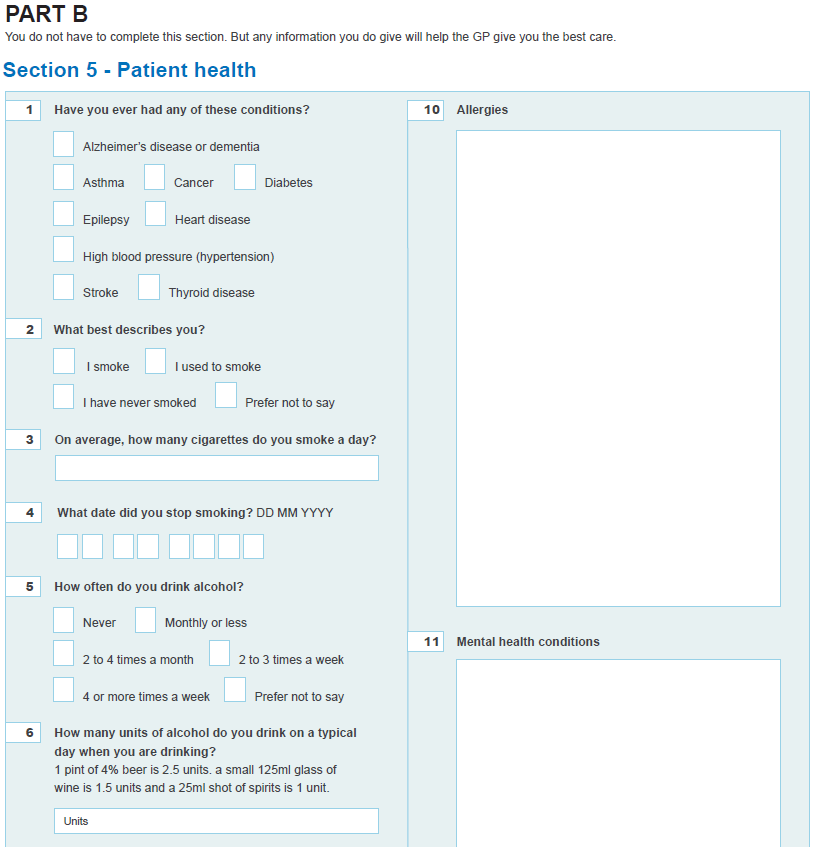 PART B
You do not have to complete this section. But any information you do give will help the GP give you the best care.
Section 5 - Patient health
1 Have you ever had any of these conditions?
Alzheimer's disease or dementia
Asthma Cancer Diabetes
Epilepsy Heart disease
High blood pressure (hypertension)
Stroke Thyroid disease
2 What best describes you?
I smoke I used to smoke
I have never smoked Prefer not to say
3 On average, how many cigarettes do you smoke a day?
4 What date did you stop smoking? DD MM YYYY
5 How often do you drink alcohol?
Never Monthly or less
2 to 4 times a month 2 to 3 times a week
4 or more times a week Prefer not to say
6 How many units of alcohol do you drink on a typical
day when you are drinking?
1 pint of 4% beer is 2.5 units. a small 125ml glass of
wine is 1.5 units and a 25ml shot of spirits is 1 unit.
Units
10 Allergies
11 Mental health conditions